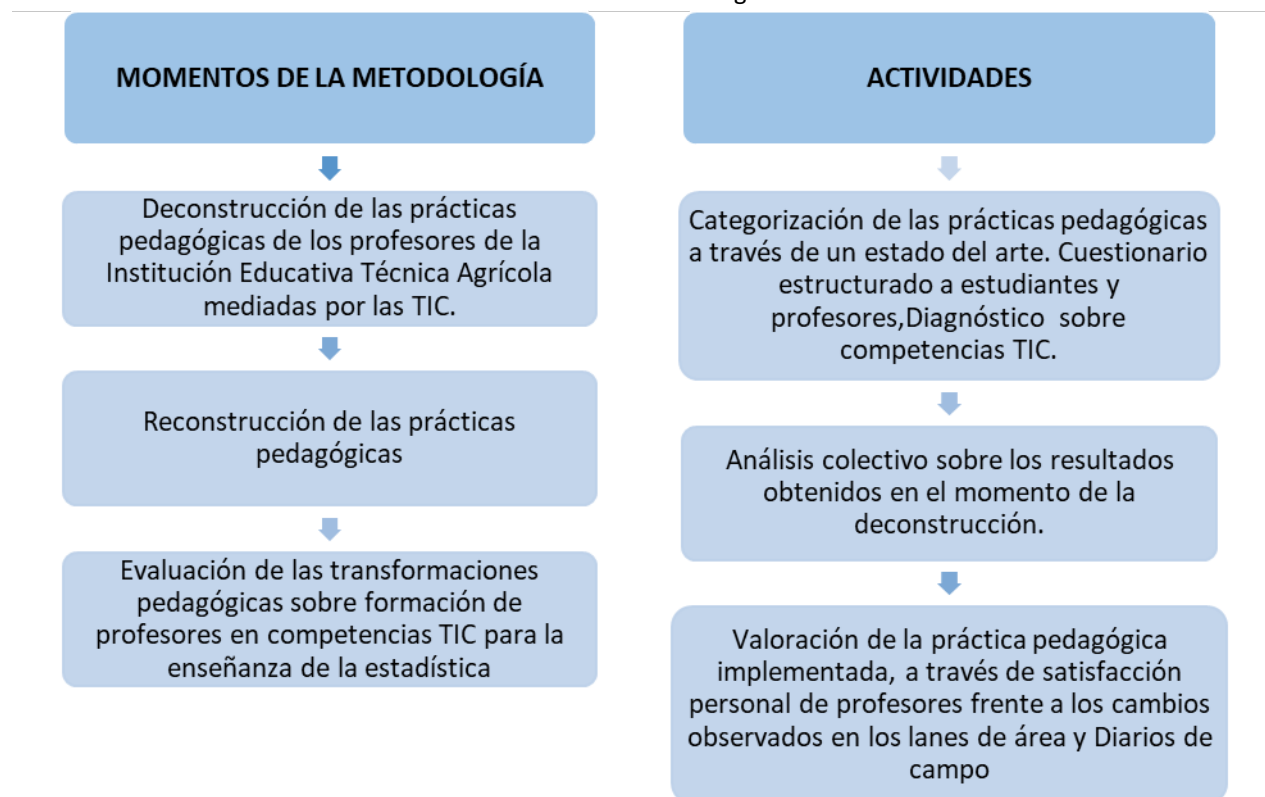 MOMENTOS DE LA METODOLOGÍA
Deconstrucción de las prácticas
pedagógicas de los profesores de la
Institución Educativa Técnica Agrícola
mediadas por las TIC.
Reconstrucción de las prácticas
pedagógicas
Evaluación de las transformaciones
pedagógicas sobre formación de
profesores en competencias TIC para la
enseñanza de la estadística
ACTIVIDADES
Categorización de las prácticas pedagógicas
a través de un estado del arte. Cuestionario
estructurado a estudiantes y
profesores,Diagnóstico sobre
competencias TIC.
Análisis colectivo sobre los resultados
obtenidos en el momento de la
deconstrucción.
Valoración de la práctica pedagógica
implementada, a través de satisfacción
personal de profesores frente a los cambios
observados en los lanes de área y Diarios de
campo